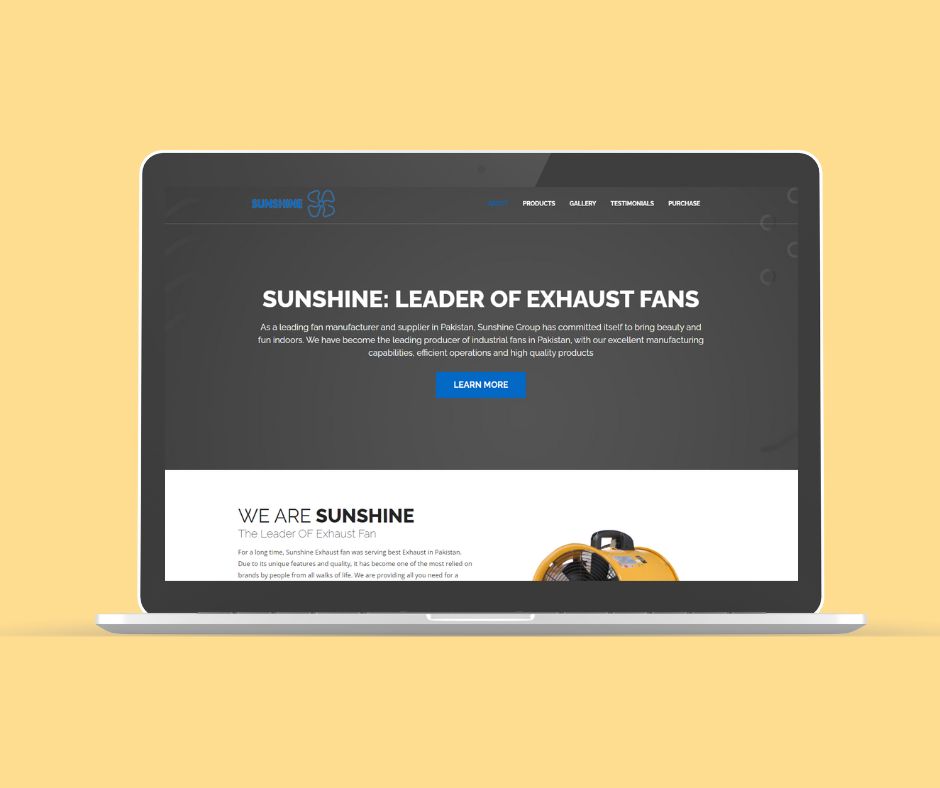 SUNSHINE
ABOUT PRODUCTS GALLERY TESTIMONIALS PURCHASE
SUNSHINE: LEADER OF EXHAUST FANS
As a leading fan manufacturer and supplier in Pakistan, Sunshine Group has committed itself to bring beauty and
fun indoors. We have become the leading producer of industrial fans in Pakistan, with our excellent manufacturing
capabilities, efficient operations and high quality products
LEARN MORE
WE ARE SUNSHINE
The Leader OF Exhaust Fan
For a long time, Sunshine Exhaust fan was serving best Exhaust in Pakistan.
Due to its unique features and quality, it has become one of the most relied on
brands by people from all walks of life. We are providing all you need for a